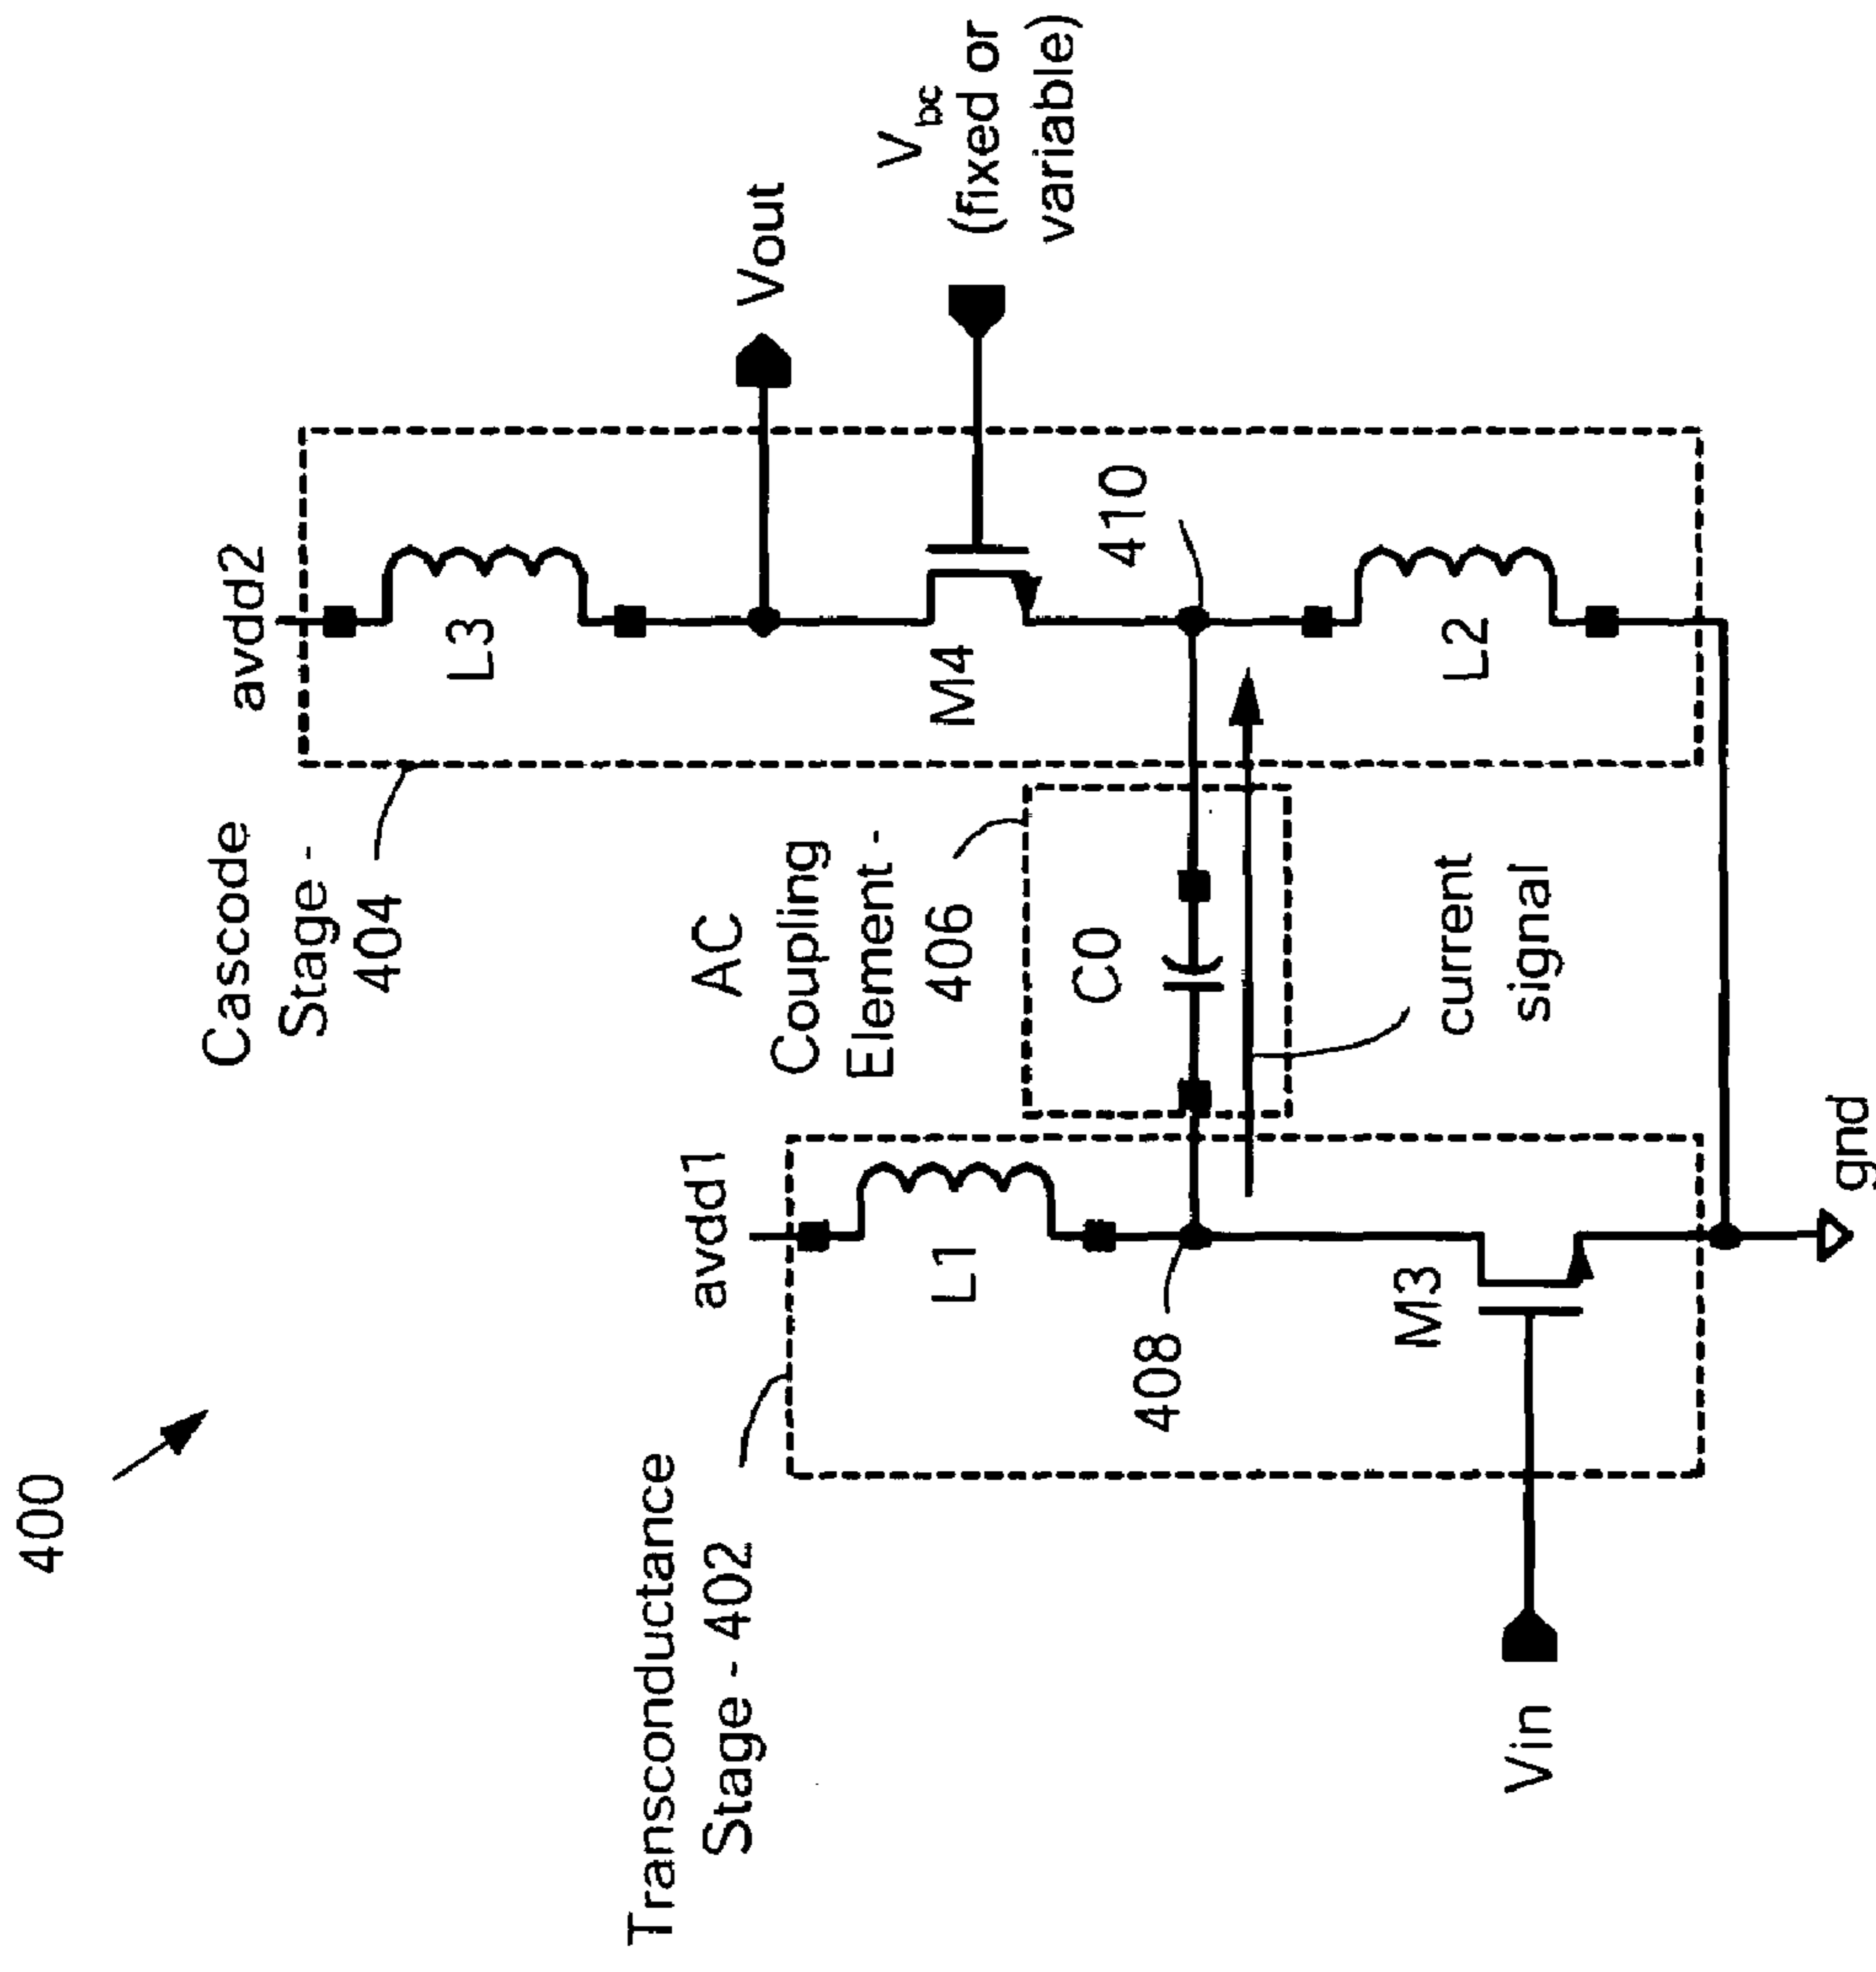 400
Transconductance
Stage - 402
Cascode
Stage -
404
AC
Coupling
Element -
406
avdd1
avdd2
L1
L3
Vout
V bc
(fixed or
variable)
M4
C0
408
410
current
signal
M3
L2
Vin
gnd